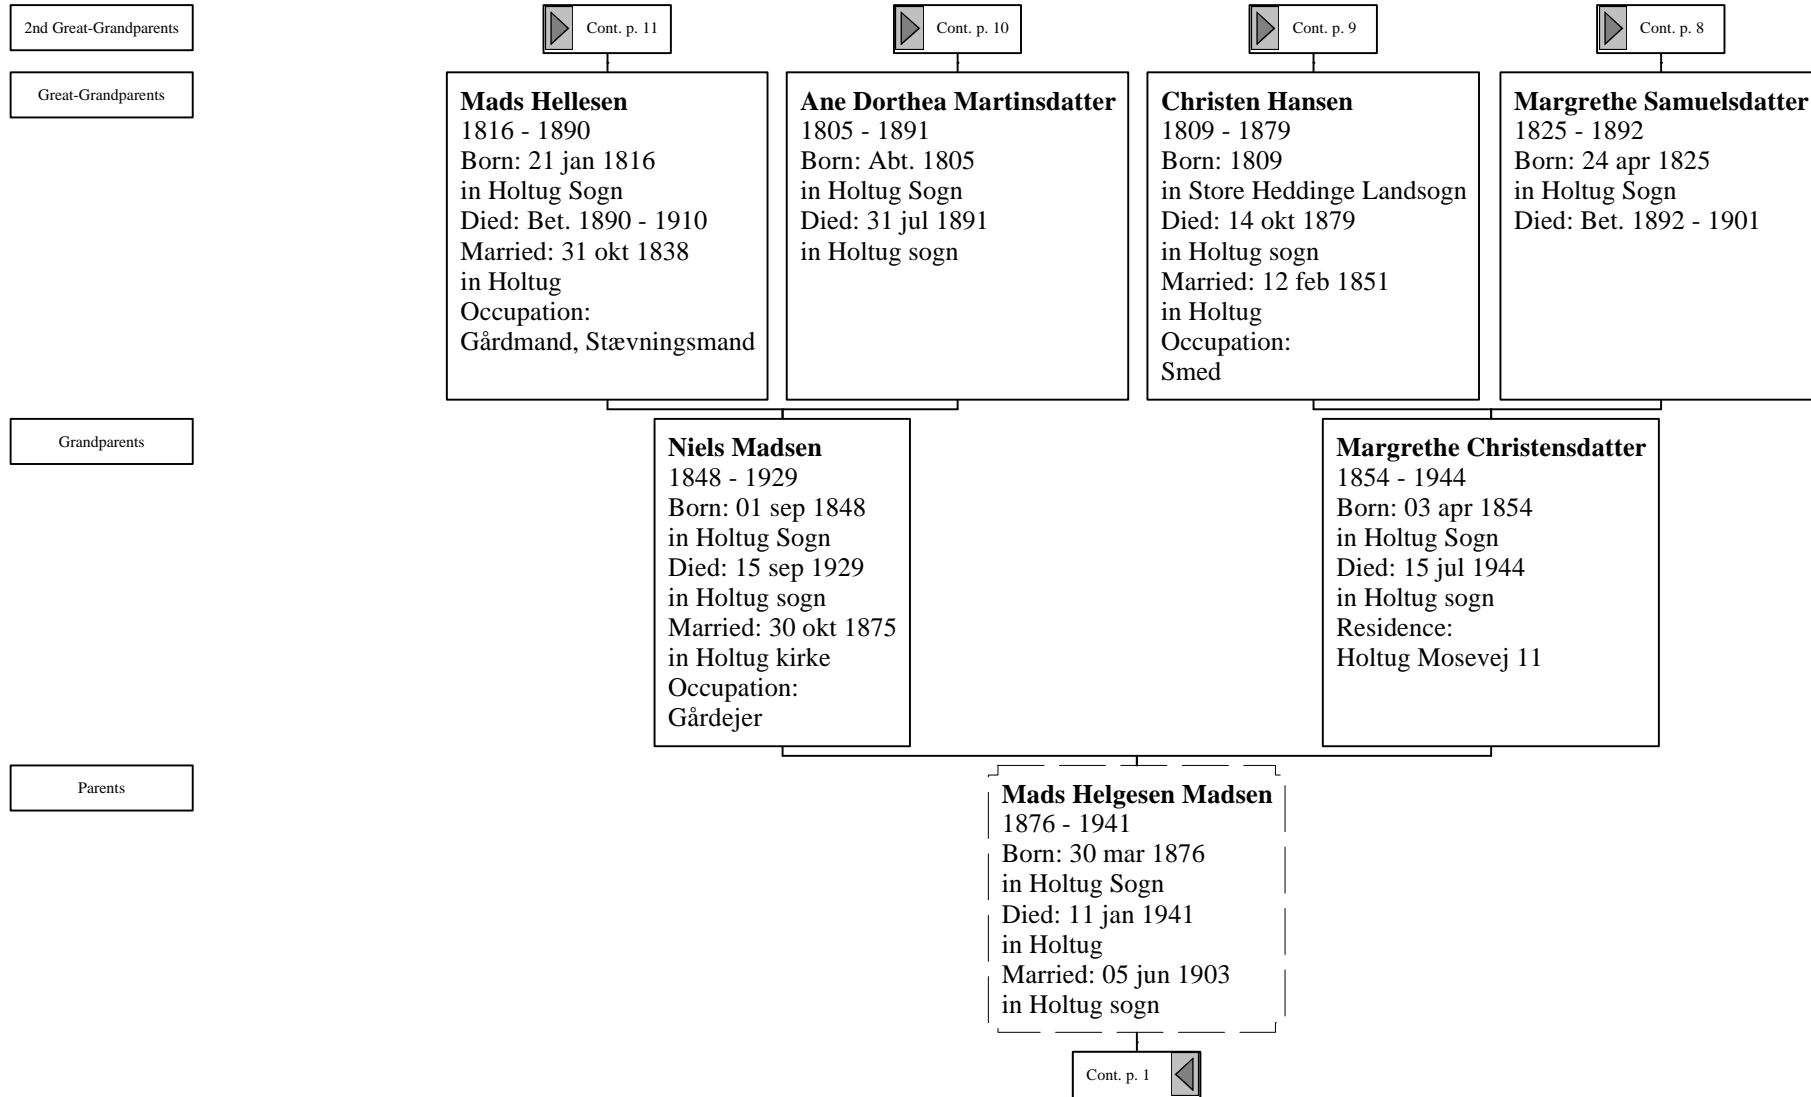 2nd Great-Grandparents
Cont. p. 11
Cont. p. 10
Cont. p. 9
Cont. p. 8
Great-Grandparents
Mads Hellesen
1816 - 1890
Born: 21 jan 1816
in Holtug Sogn
Died: Bet. 1890 - 1910
Married: 31 okt 1838
in Holtug
Occupation:
Gårdmand, Stævningsmand
Ane Dorthea Martinsdatter
1805 - 1891
Born: Abt. 1805
in Holtug Sogn
Died: 31 jul 1891
in Holtug sogn
Christen Hansen
1809 - 1879
Born: 1809
in Store Heddinge Landsogn
Died: 14 okt 1879
in Holtug sogn
Married: 12 feb 1851
in Holtug
Occupation:
Smed
Margrethe Samuelsdatter
1825 - 1892
Born: 24 apr 1825
in Holtug Sogn
Died: Bet. 1892 - 1901
Grandparents
Niels Madsen
1848 - 1929
Born: 01 sep 1848
in Holtug Sogn
Died: 15 sep 1929
in Holtug sogn
Married: 30 okt 1875
in Holtug kirke
Occupation:
Gårdejer
Margrethe Christensdatter
1854 - 1944
Born: 03 apr 1854
in Holtug Sogn
Died: 15 jul 1944
in Holtug sogn
Residence:
Holtug Mosevej 11
Parents
Mads Helgesen Madsen
1876 - 1941
Born: 30 mar 1876
in Holtug Sogn
Died: 11 jan 1941
in Holtug
Married: 05 jun 1903
in Holtug sogn
Cont. p. 1